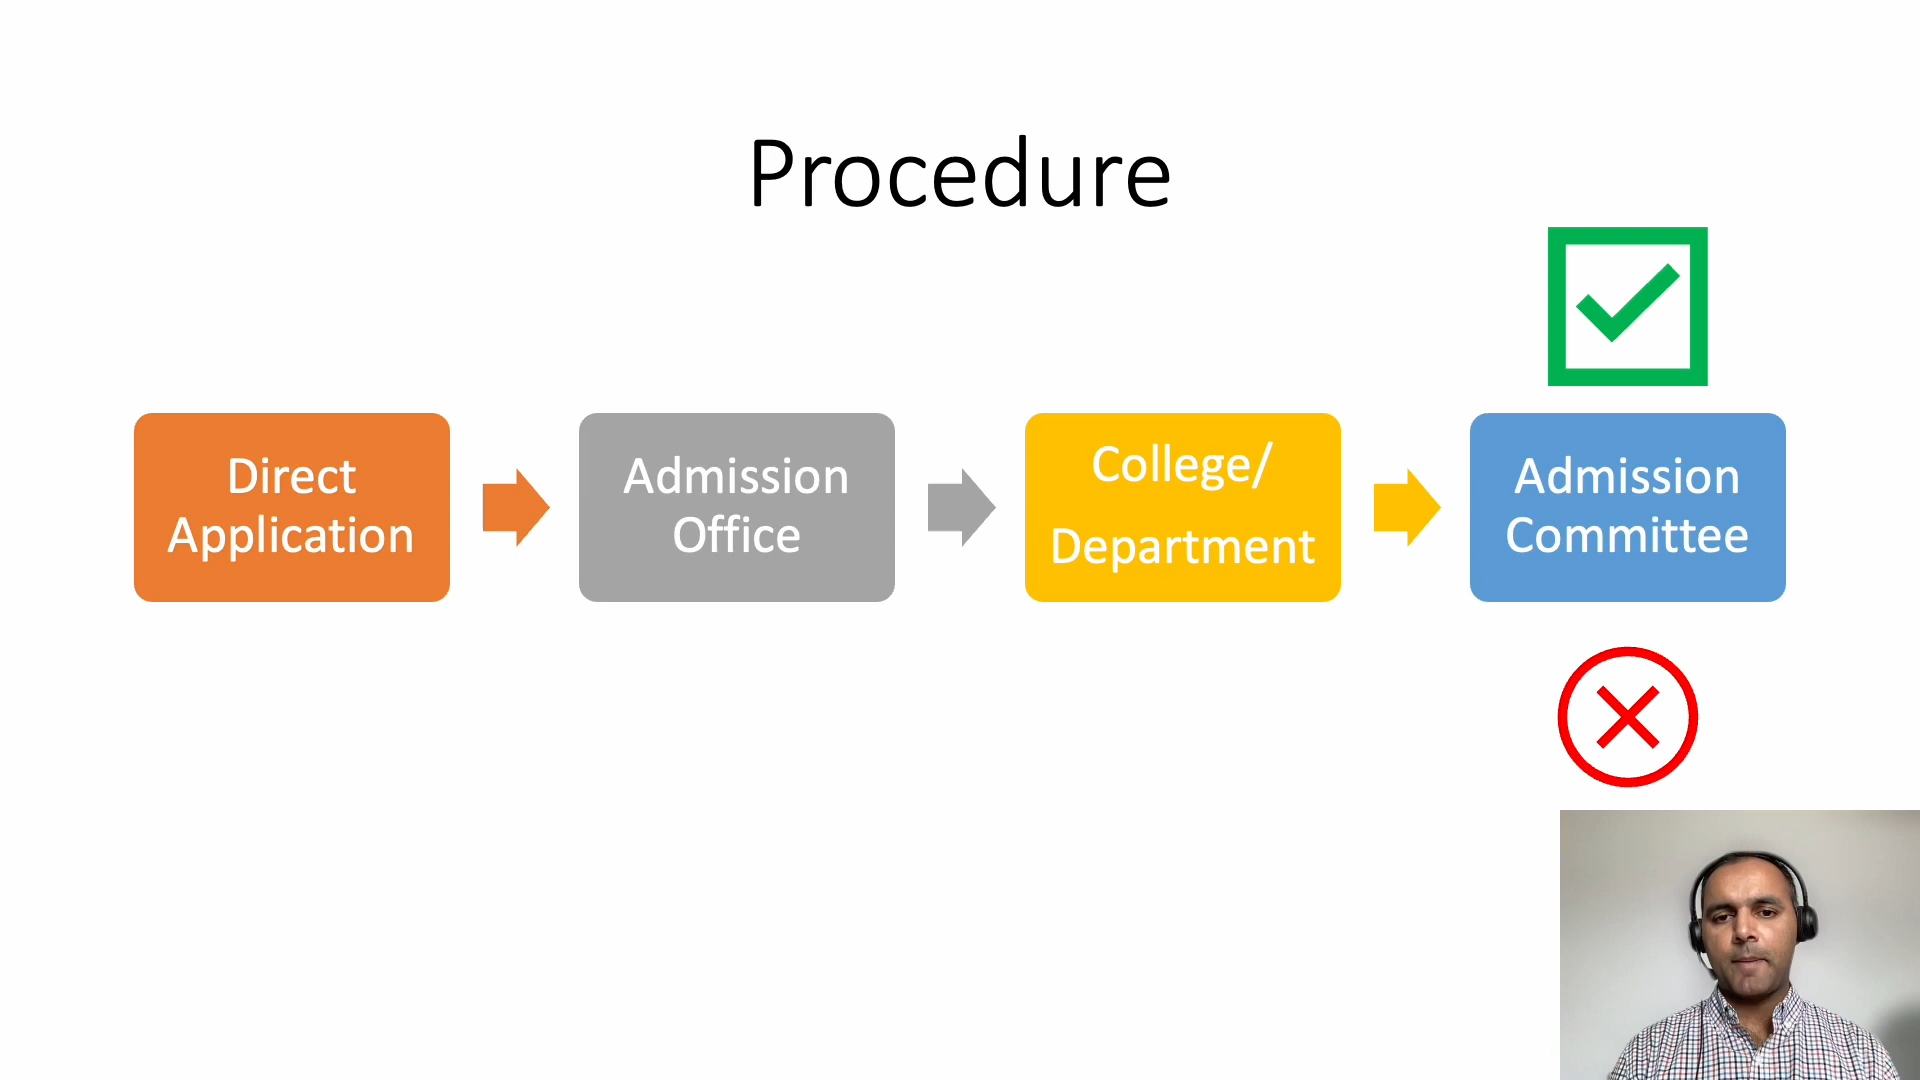 Procedure
Direct
Application
Admission
Office
College/
Department
Admission
Committee